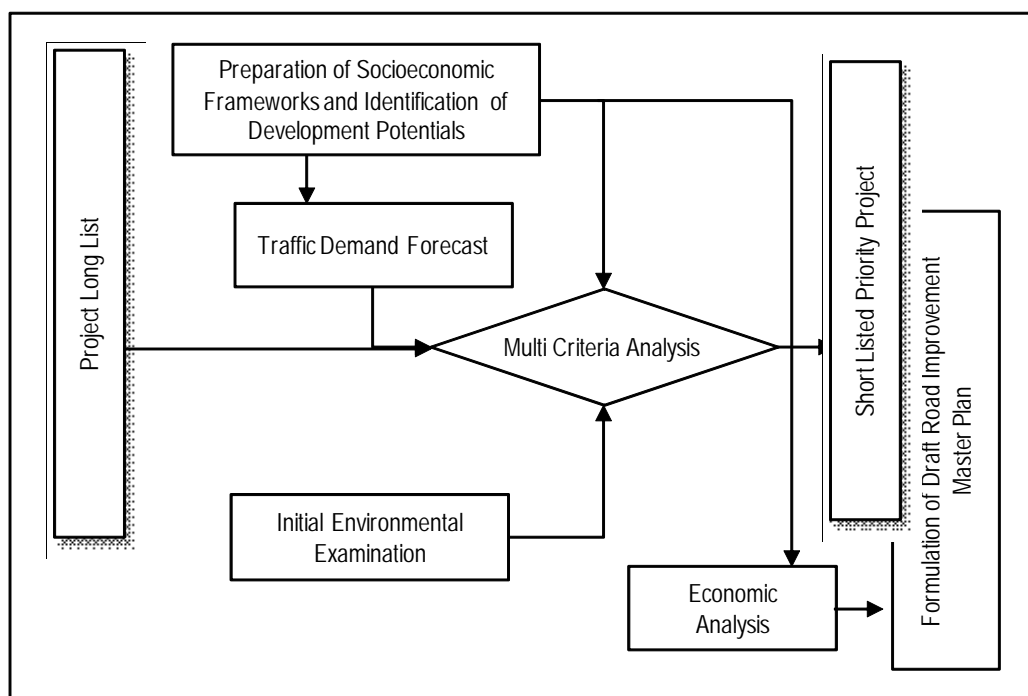 Project Long List
Preparation of Socioeconomic
Frameworks and Identification of
Development Potentials
Traffic Demand Forecast
Multi Criteria Analysis
Initial Environmental
Examination
Economic
Analysis
Short Listed Priority Project
Formulation of Draft Road Improvement
Master Plan